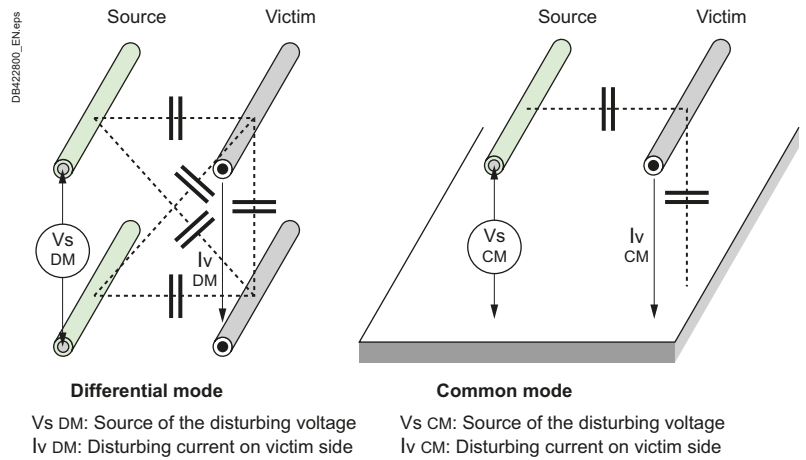 DB422800_EN.eps
Source
Victim
Vs
DM
Iv
DM
Differential mode
Vs DM: Source of the disturbing voltage
Iv DM: Disturbing current on victim side
Source
Victim
Vs
CM
Iv
CM
Common mode
Vs CM: Source of the disturbing voltage
Iv CM: Disturbing current on victim side